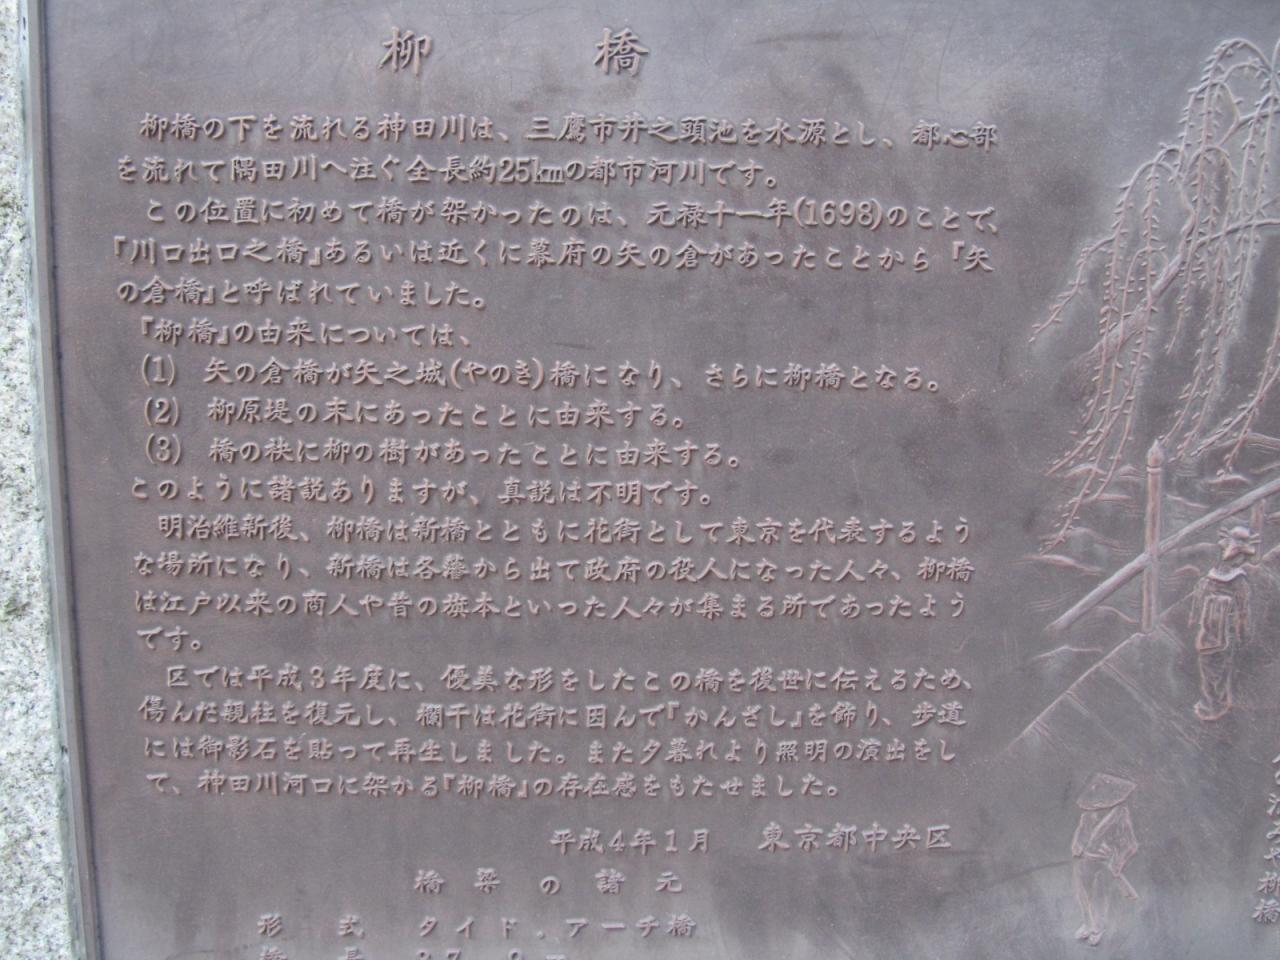 柳橋
柳橋の下を流れる神田川は、三鷹市井之頭池を水源とし、都心部
を流れて隅田川へ注ぐ全長約25kmの都市河川です。
この位置に初めて橋が架かったのは、元禄十一年(1698)のことで、
『川口出口之橋』あるいは近くに幕府の矢の倉があったことから『矢
の倉橋』と呼ばれていました。
『柳橋』の由来については、
(1) 矢の倉橋が矢之城(やのき)橋になり、さらに柳橋となる。
(2) 柳原堤の末にあったことに由来する。
(3) 橋の袂に柳の樹があったことに由来する。
このように諸説ありますが、真説は不明です。
明治維新後、柳橋は新橋とともに花街として東京を代表するよう
な場所になり、新橋は各藩から出て政府の役人になった人々、柳橋
は江戸以来の商人や昔の旗本といった人々が集まる所であったよう
です。
区では平成3年度に、優美な形をしたこの橋を後世に伝えるため、
傷んだ親柱を復元し、欄干は花街に因んで『かんざし』を飾り、歩道
には御影石を貼って再生しました。また夕暮れより照明の演出をし
て、神田川河口に架かる『柳橋』の存在感をもたせました。
平成4年1月 東京都中央区
橋梁の諸元
形式 タイド.アーチ橋
柳橋